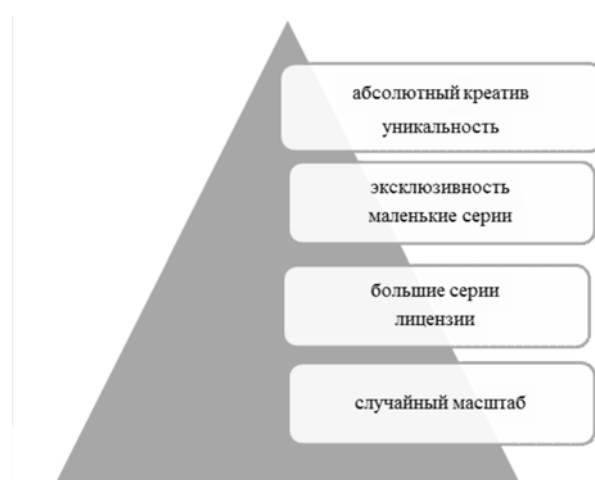 абсолютный креатив
уникальность
эксклюзивность
маленькие серии
большие серии
лицензии
случайный масштаб